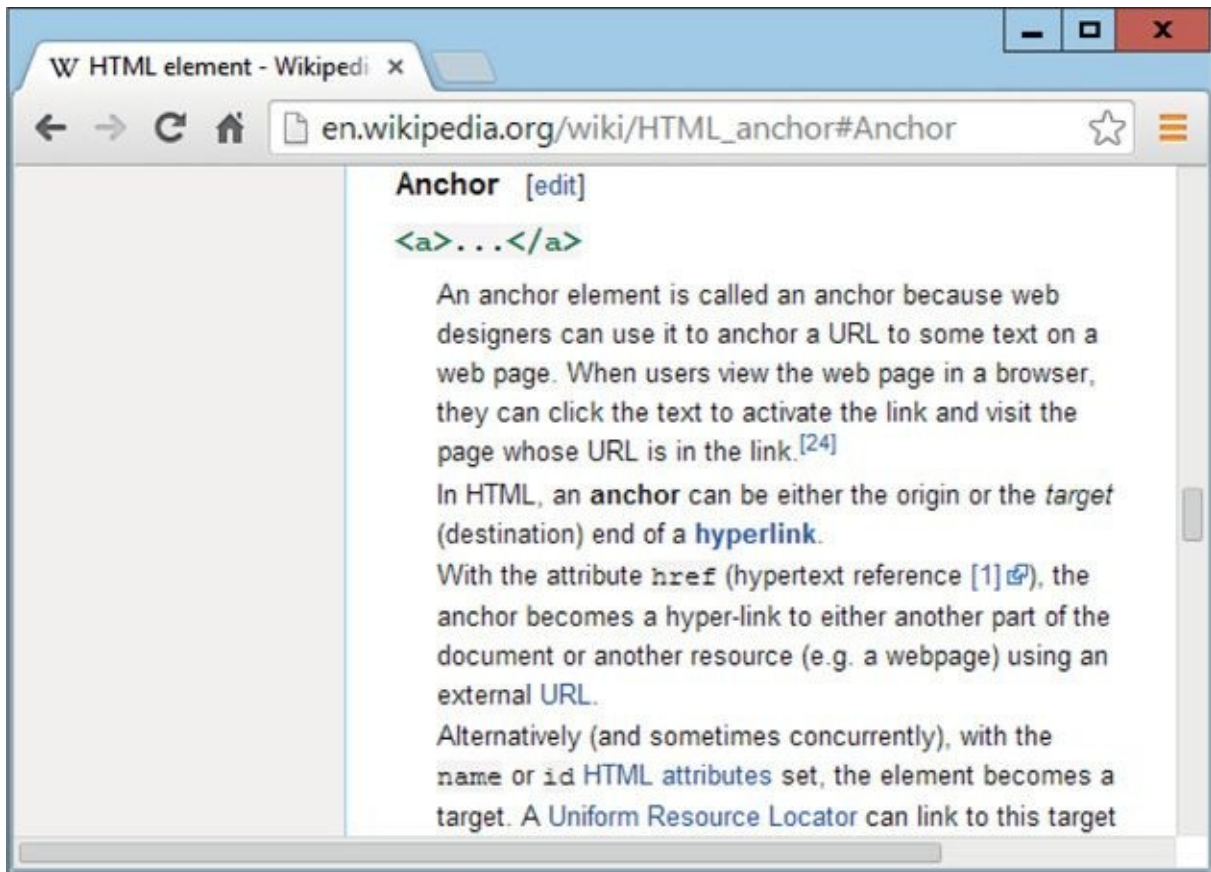 W HTML element - Wikipedi ×
en.wikipedia.org/wiki/HTML_anchor#Anchor
Anchor [edit]
<a>...</a>
An anchor element is called an anchor because web
designers can use it to anchor a URL to some text on a
web page. When users view the web page in a browser,
they can click the text to activate the link and visit the
page whose URL is in the link.[24]
In HTML, an anchor can be either the origin or the target
(destination) end of a hyperlink.
With the attribute href (hypertext reference [1]), the
anchor becomes a hyper-link to either another part of the
document or another resource (e.g. a webpage) using an
external URL.
Alternatively (and sometimes concurrently), with the
name or id HTML attributes set, the element becomes a
target. A Uniform Resource Locator can link to this target